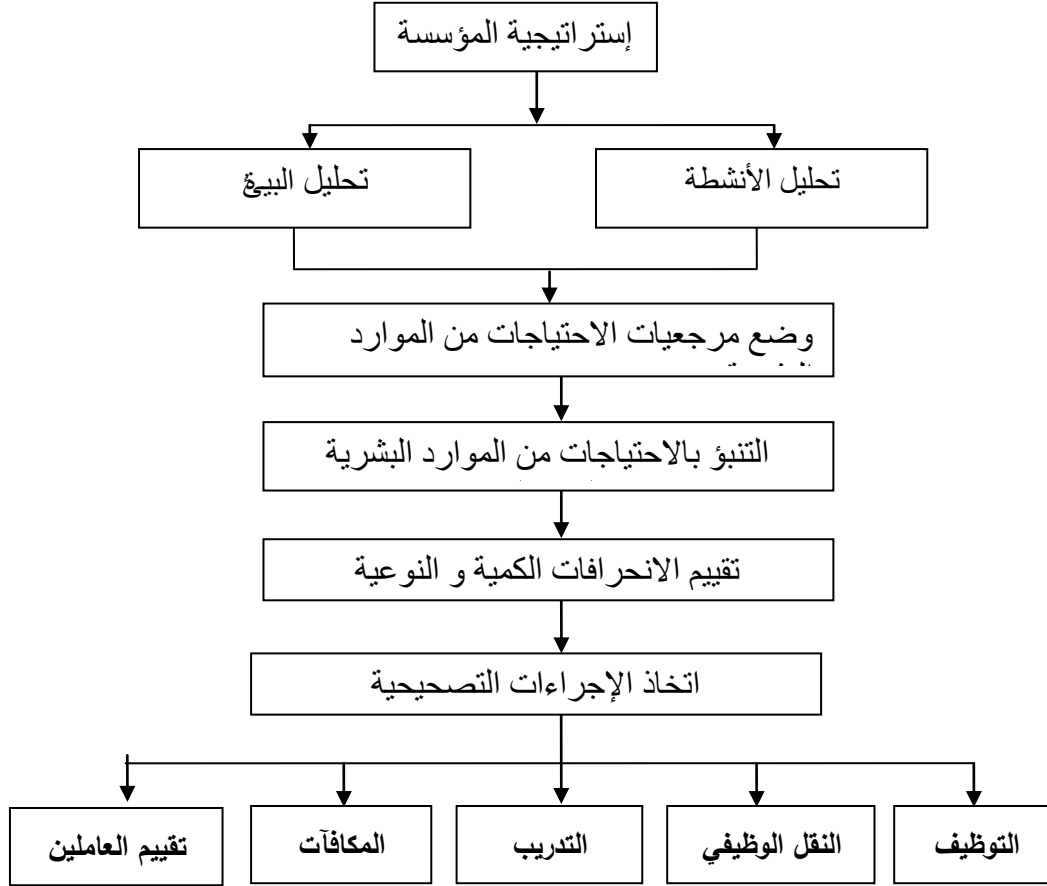 إستراتيجية المؤسسة
تحليل الأنشطة
تحليل
وضع مرجعيات الاحتياجات من الموارد
التنبؤ بالاحتياجات من الموارد البشرية
تقييم الانحرافات الكمية و النوعية
اتخاذ الإجراءات التصحيحية
التوظيف
النقل الوظيفي
التدريب
المكافآت
تقييم العاملين